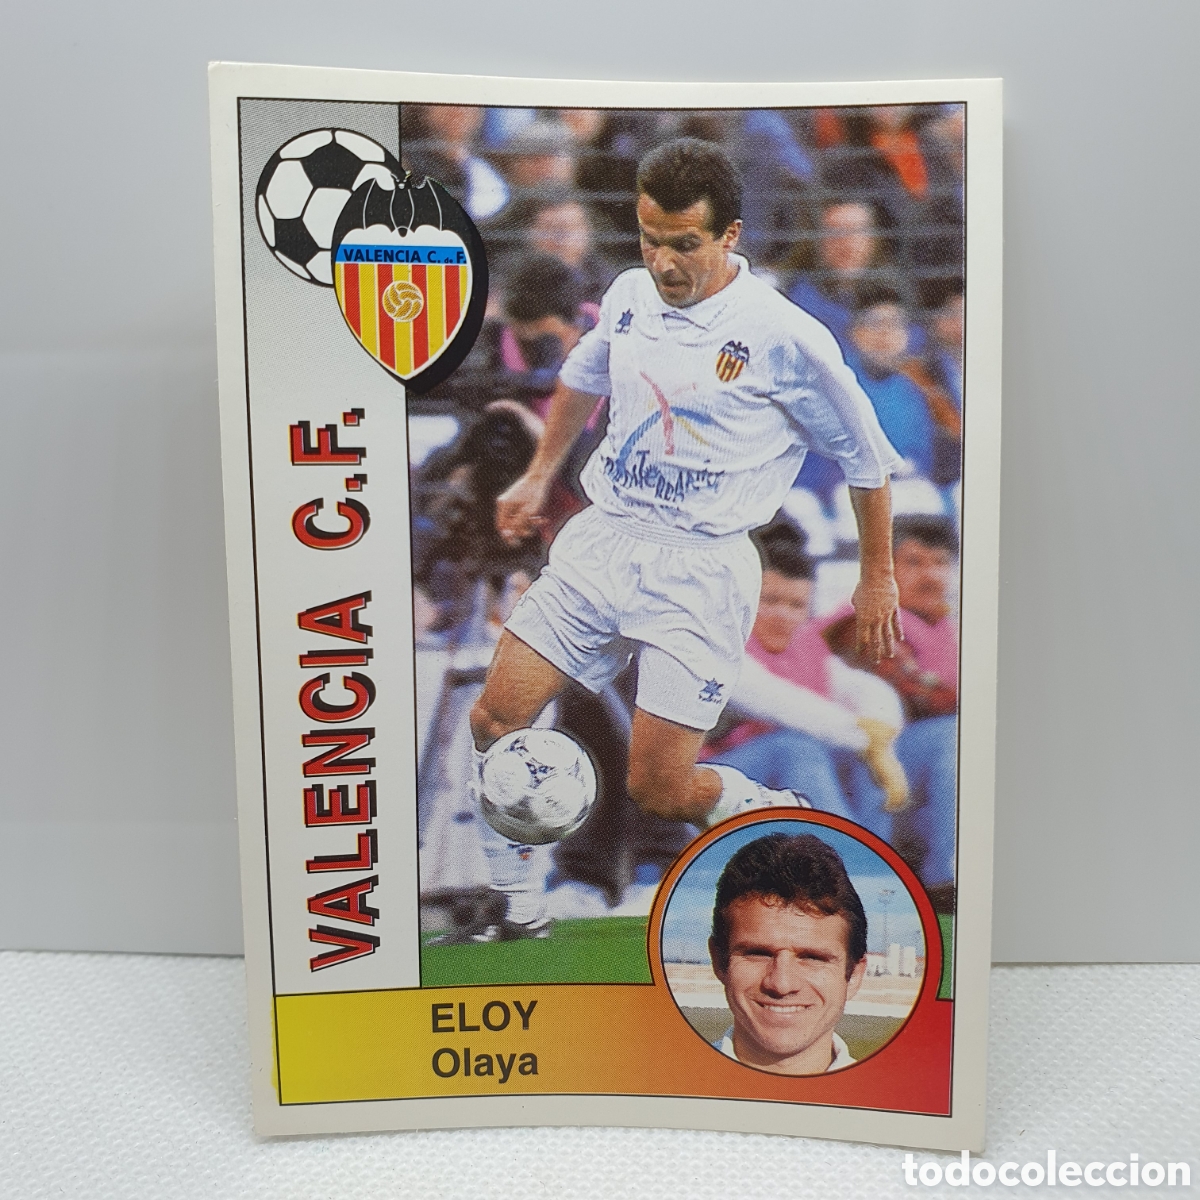 VALENCIA C. de F.
VALENCIA C.F.
ELOY
Olaya
todocoleccion